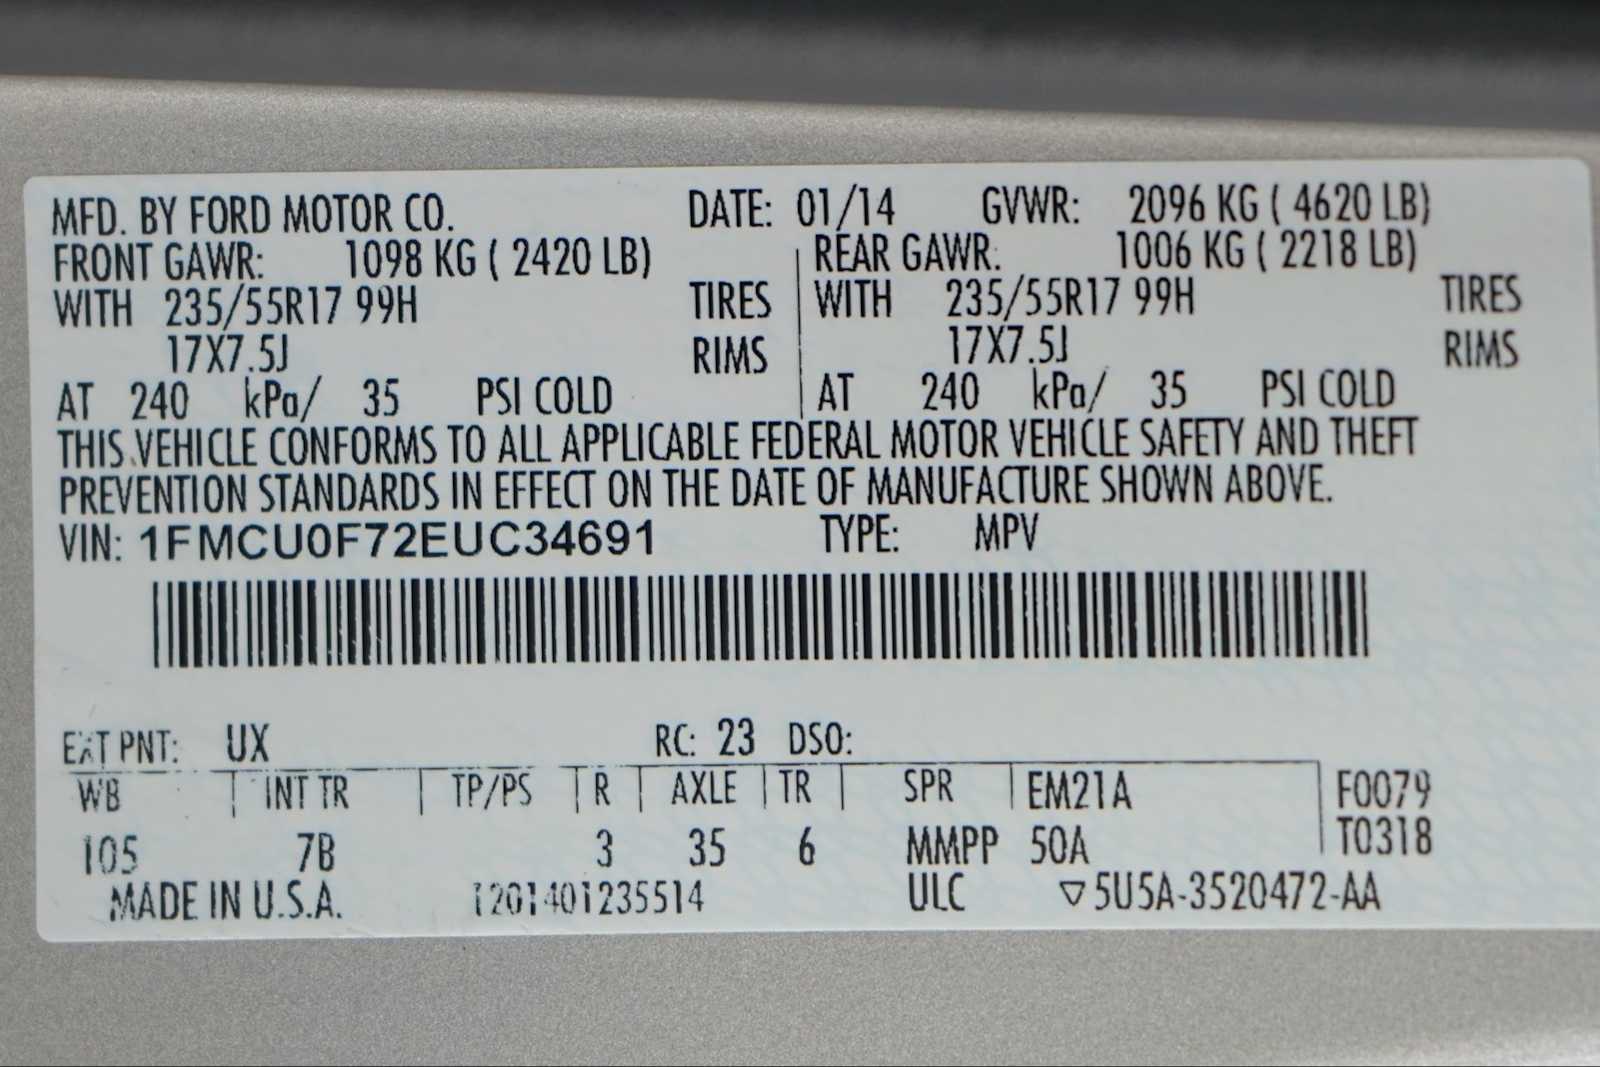 MFD. BY FORD MOTOR CO. DATE: 01/14 GVWR: 2096 KG ( 4620 LB)
FRONT GAWR: 1098 KG ( 2420 LB) REAR GAWR: 1006 KG ( 2218 LB)
WITH 235/55R17 99H TIRES WITH 235/55R17 99H TIRES
17X7.5J RIMS 17X7.5J RIMS
AT 240 kPa/ 35 PSI COLD AT 240 kPa/ 35 PSI COLD
THIS VEHICLE CONFORMS TO ALL APPLICABLE FEDERAL MOTOR VEHICLE SAFETY AND THEFT
PREVENTION STANDARDS IN EFFECT ON THE DATE OF MANUFACTURE SHOWN ABOVE.
VIN: 1FMCU0F72EUC34691 TYPE: MPV
EXT PNT: UX RC: 23 DSO:
WB INT TR TP/PS R AXLE TR SPR EM21A F0079
105 7B 3 35 6 MMPP 50A T0318
MADE IN U.S.A. 1201401235514 ULC ▽5U5A-3520472-AA